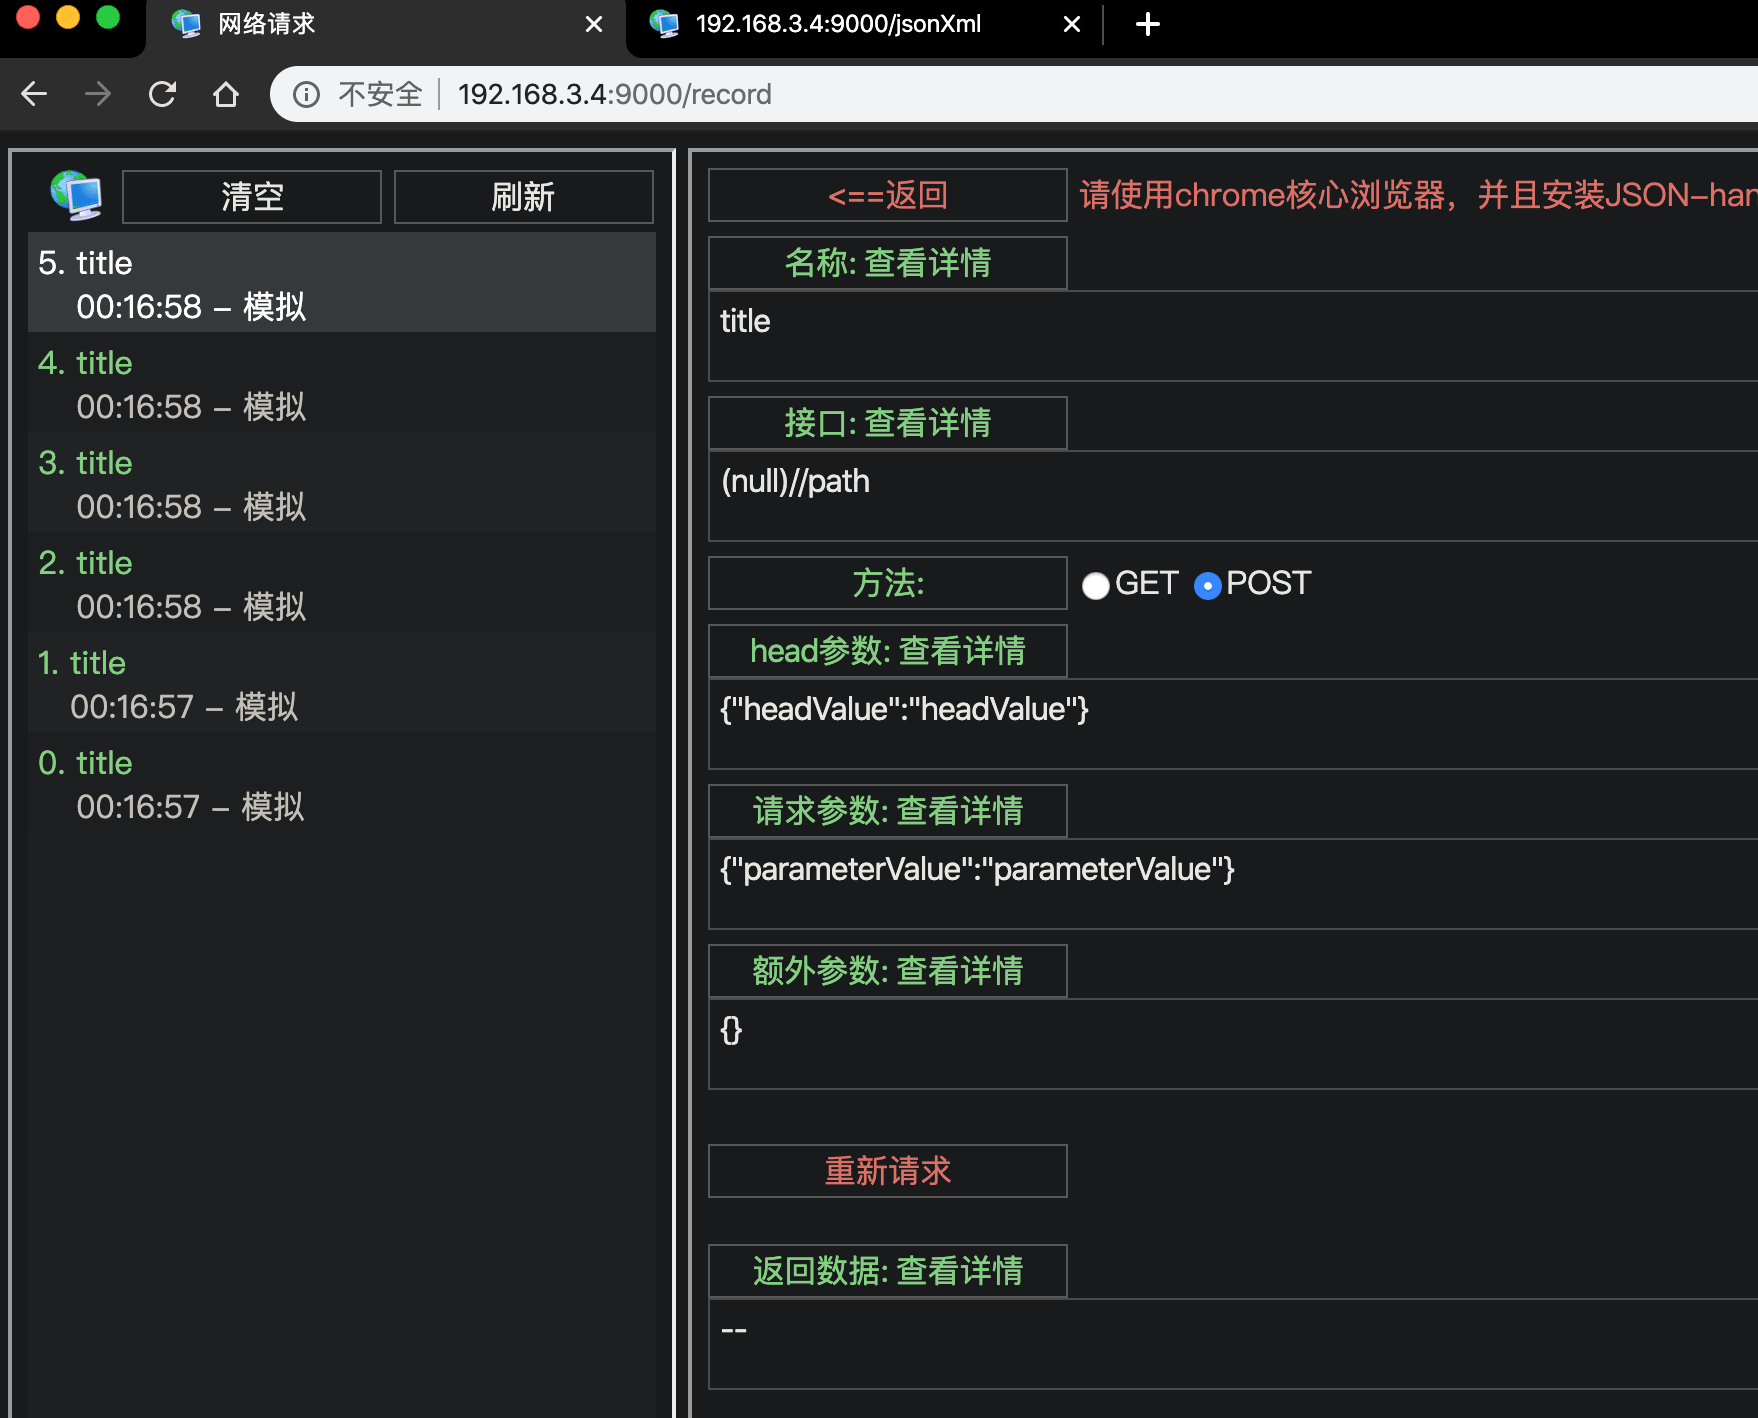 网络请求
192.168.3.4:9000/jsonXml
不安全 192.168.3.4:9000/record
清空 刷新
5. title
00:16:58 – 模拟
4. title
00:16:58 – 模拟
3. title
00:16:58 – 模拟
2. title
00:16:58 – 模拟
1. title
00:16:57 – 模拟
0. title
00:16:57 – 模拟
<==返回 请使用chrome核心浏览器，并且安装JSON-han
名称: 查看详情
title
接口: 查看详情
(null)//path
方法: GET POST
head参数: 查看详情
{"headValue":"headValue"}
请求参数: 查看详情
{"parameterValue":"parameterValue"}
额外参数: 查看详情
{}
重新请求
返回数据: 查看详情
--